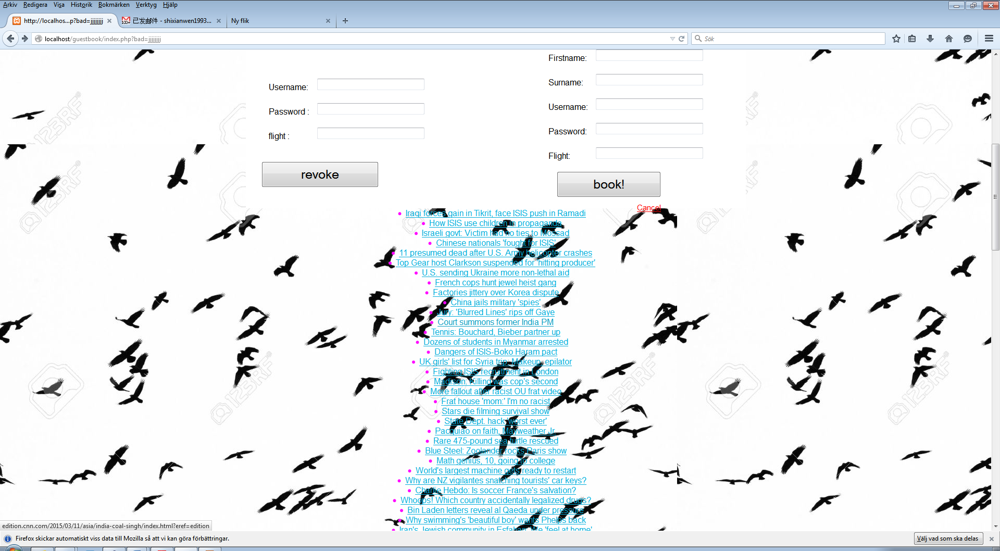 Arkiv Redigera Visa Historik Bokmärken Verktyg Hjälp
http://localhos...p?bad=jjjjjjjj 已发邮件 - shixianwen1993... Ny flik
localhost/guestbook/index.php?bad=jjjjjjjj Sök
Firstname:
Username:
Surname:
Password :
Username:
flight :
Password:
Flight:
revoke
book!
Cancel
Iraqi forces gain in Tikrit, face ISIS push in Ramadi
How ISIS use children in propaganda
Israeli govt: Victim had no ties to Mossad
Chinese nationals 'fought for ISIS'
11 presumed dead after U.S. Army helicopter crashes
Top Gear host Clarkson suspended for 'hitting producer'
U.S. sending Ukraine more non-lethal aid
French cops hunt jewel heist gang
Factories jittery over Korea dispute
China jails military 'spies'
Jury: 'Blurred Lines' rips off Gaye
Court summons former India PM
Tennis: Bouchard, Bieber partner up
Dozens of students in Myanmar arrested
Dangers of ISIS-Boko Haram pact
UK girls' list for Syria trip: Makeup, epilator
Fighting ISIS recruitment in London
Madison: Killing was cop's second
More fallout after racist OU frat video
Frat house 'mom:' I'm no racist
Stars die filming survival show
State Dept. hack 'worst ever'
Pacquiao on faith, Mayweather Jr.
Rare 475-pound sea turtle rescued
Blue Steel: Zoolander rocks Paris show
Math genius, 10, going to college
World's largest machine gets ready to restart
Why are NZ vigilantes snatching tourists' car keys?
Charlie Hebdo: Is soccer France's salvation?
Whoops! Which country accidentally legalized drugs?
Bin Laden letters reveal al Qaeda under pressure
Why swimming's 'beautiful boy' wants Phelps back
Iran's Jewish community in Esfahan: We 'feel at home'
edition.cnn.com/2015/03/11/asia/india-coal-singh/index.html?eref=edition
Firefox skickar automatiskt viss data till Mozilla så att vi kan göra förbättringar. Välj vad som ska delas
123RF
123RF
123RF
123RF
123RF
123RF
123RF